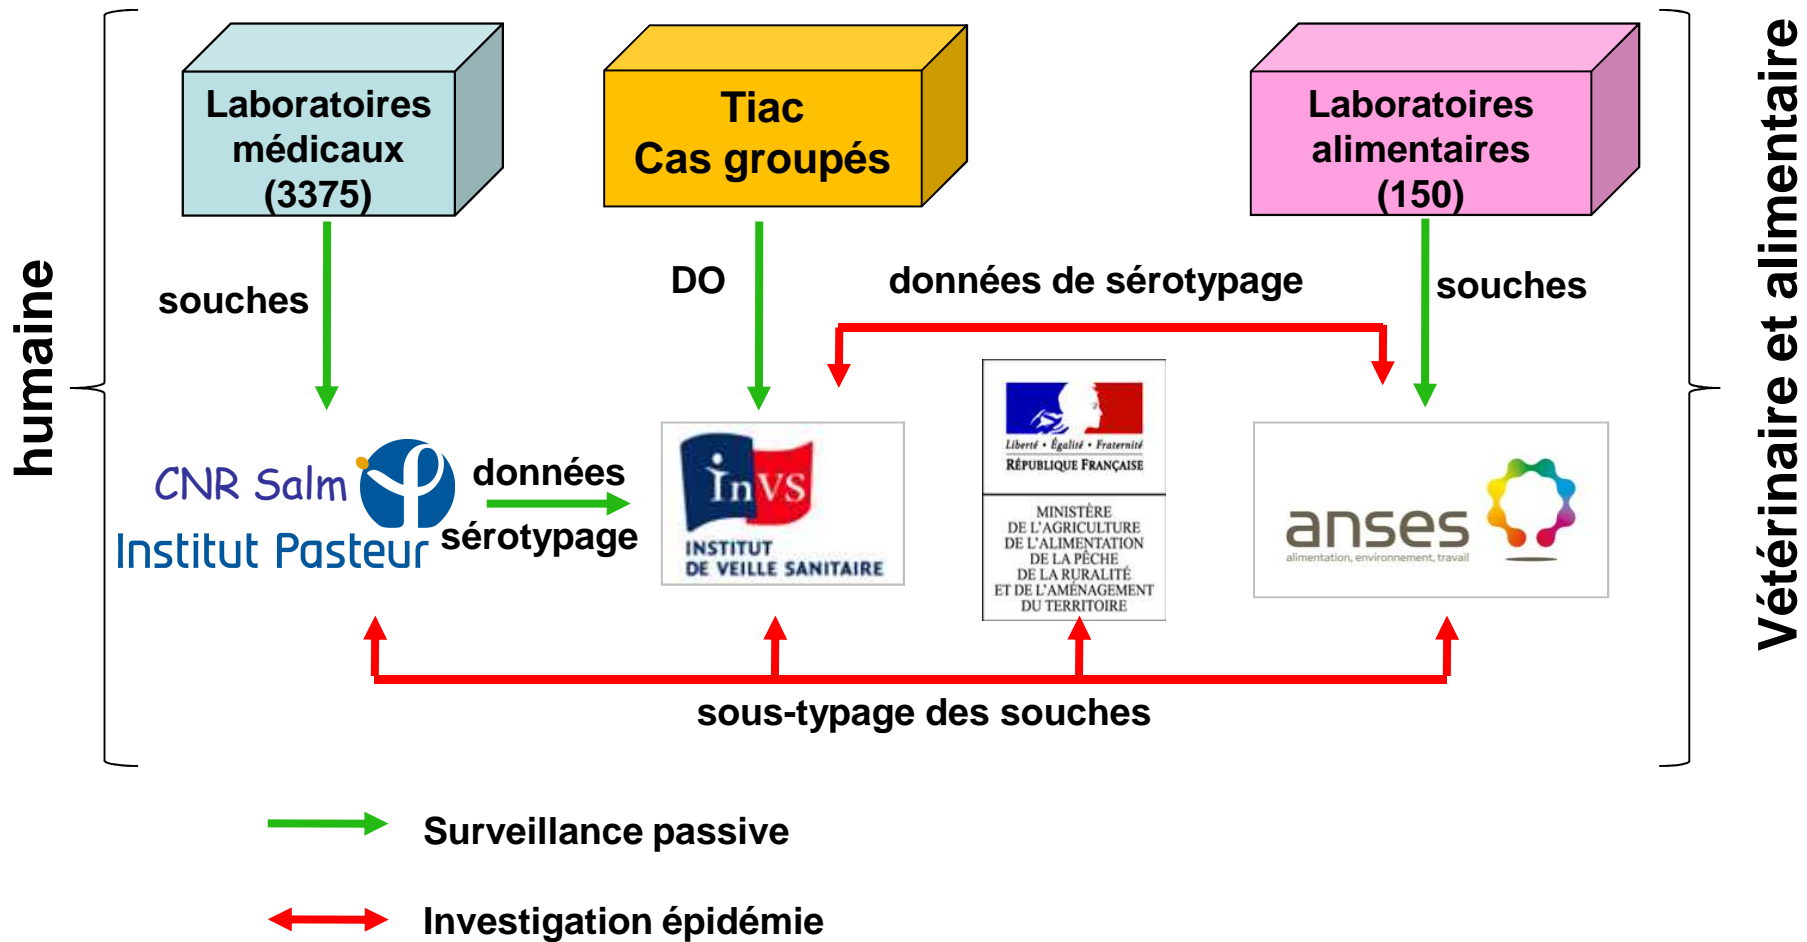 Laboratoires
médicaux
(3375)
Tiac
Cas groupés
Laboratoires
alimentaires
(150)
humaine
Vétérinaire et alimentaire
souches
DO
données de sérotypage
souches
CNR Salm
Institut Pasteur
données
sérotypage
InVS
INSTITUT
DE VEILLE SANITAIRE
Liberté • Égalité • Fraternité
RÉPUBLIQUE FRANÇAISE
MINISTÈRE
DE L'AGRICULTURE
DE L'ALIMENTATION
DE LA PÊCHE
DE LA RURALITÉ
ET DE L'AMÉNAGEMENT
DU TERRITOIRE
anses
alimentation, environnement, travail
sous-typage des souches
Surveillance passive
Investigation épidémie